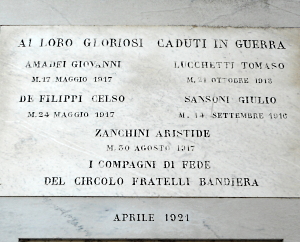 AI LORO GLORIOSI CADUTI IN GUERRA
AMADEI GIOVANNI LUCCHETTI TOMASO
M. 17 MAGGIO 1917 M. 21 OTTOBRE 1918
DE FILIPPI CELSO SANSONI GIULIO
M. 24 MAGGIO 1917 M. 14 SETTEMBRE 1916
ZANCHINI ARISTIDE
M. 30 AGOSTO 1917
I COMPAGNI DI FEDE
DEL CIRCOLO FRATELLI BANDIERA
APRILE 1921